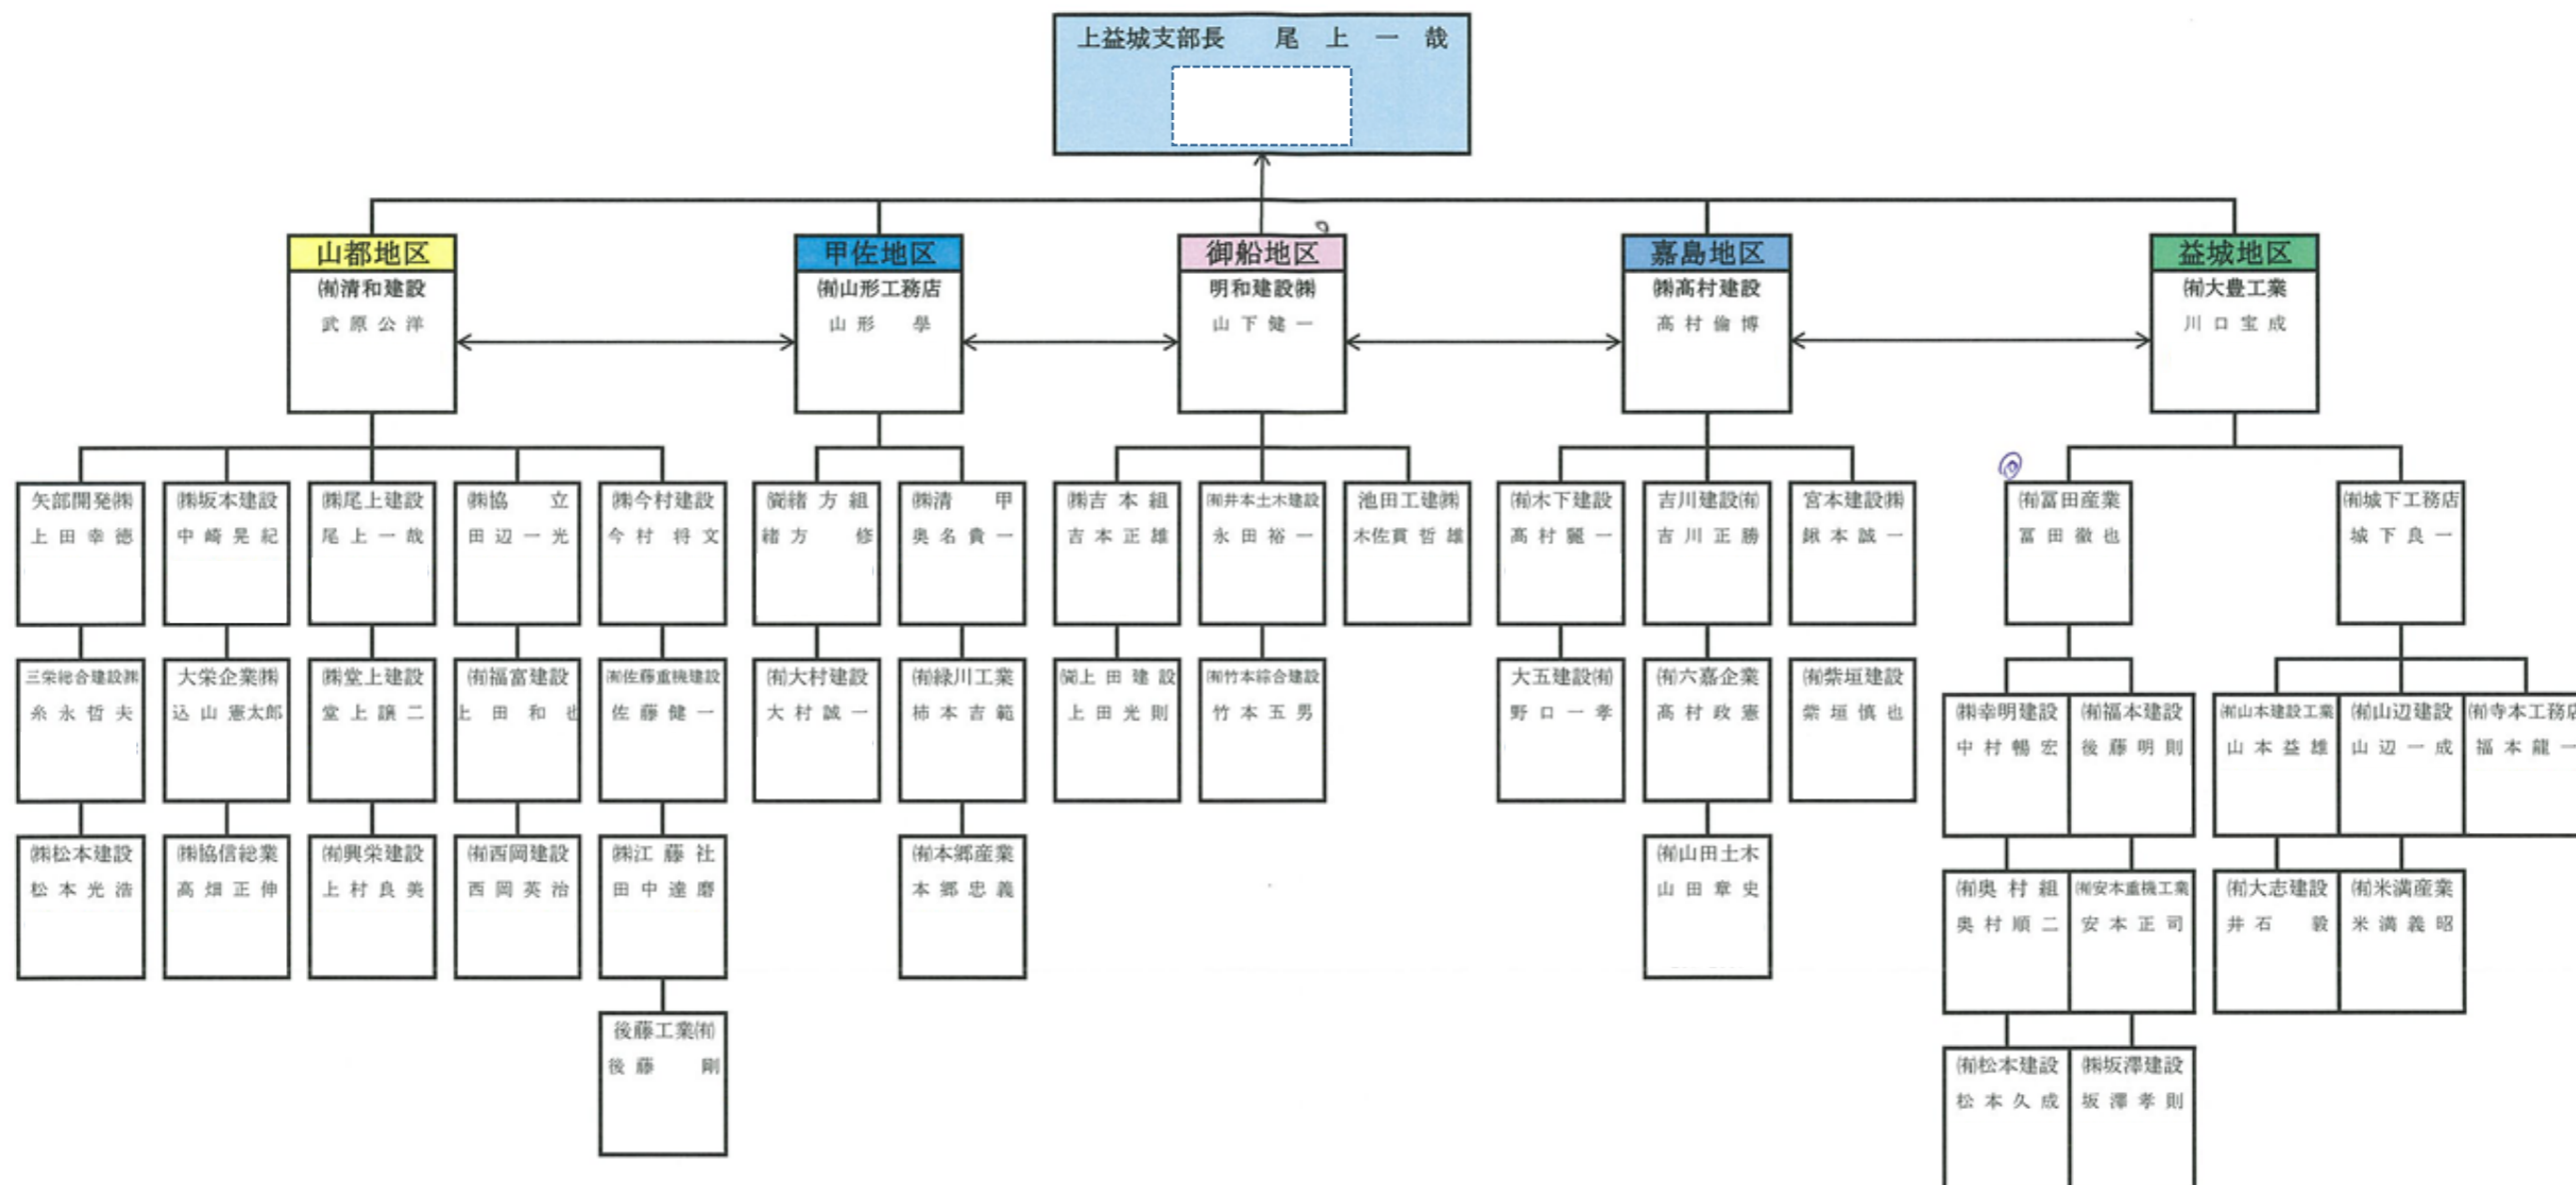 上益城支部長　尾 上 一 哉
山都地区
㈲清和建設
武 原 公 洋
甲佐地区
㈲山形工務店
山 形　學
御船地区
明和建設㈱
山 下 健 一
嘉島地区
㈱髙村建設
髙 村 倫 博
益城地区
㈲大豊工業
川 口 宝 成
矢部開発㈱
上 田 幸 徳
㈱坂本建設
中 崎 晃 紀
㈱尾上建設
尾 上 一 哉
㈱協　立
田 辺 一 光
㈱今村建設
今 村 将 文
㈾緒 方 組
緒 方　修
㈱清　甲
奥 名 貴 一
㈱吉 本 組
吉 本 正 雄
㈲井本土木建設
永 田 裕 一
池田工建㈱
木佐貫 哲 雄
㈲木下建設
髙 村 麗 一
吉川建設㈲
吉 川 正 勝
宮本建設㈱
鍬 本 誠 一
㈲冨田産業
冨 田 徹 也
㈲城下工務店
城 下 良 一
三栄総合建設㈱
糸 永 哲 夫
大栄企業㈱
込 山 憲太郎
㈱堂上建設
堂 上 譲 二
㈲福富建設
上 田 和 也
㈲佐藤重機建設
佐 藤 健 一
㈲大村建設
大 村 誠 一
㈲緑川工業
柿 本 吉 範
㈾上 田 建 設
上 田 光 則
㈲竹本綜合建設
竹 本 五 男
大五建設㈲
野 口 一 孝
㈲六嘉企業
髙 村 政 憲
㈲柴垣建設
柴 垣 慎 也
㈱幸明建設
中 村 暢 宏
㈲福本建設
後 藤 明 則
㈲山本建設工業
山 本 益 雄
㈲山辺建設
山 辺 一 成
㈲寺本工務店
福 本 龍 一
㈱松本建設
松 本 光 浩
㈱協信総業
高 畑 正 伸
㈲興栄建設
上 村 良 美
㈲西岡建設
西 岡 英 治
㈱江 藤 社
田 中 達 磨
㈲本郷産業
本 郷 忠 義
㈲山田土木
山 田 章 史
㈲奥 村 組
奥 村 順 二
㈲安本重機工業
安 本 正 司
㈲大志建設
井 石　毅
㈲米満産業
米 満 義 昭
後藤工業㈲
後 藤　剛
㈲松本建設
松 本 久 成
㈱坂澤建設
坂 澤 孝 則